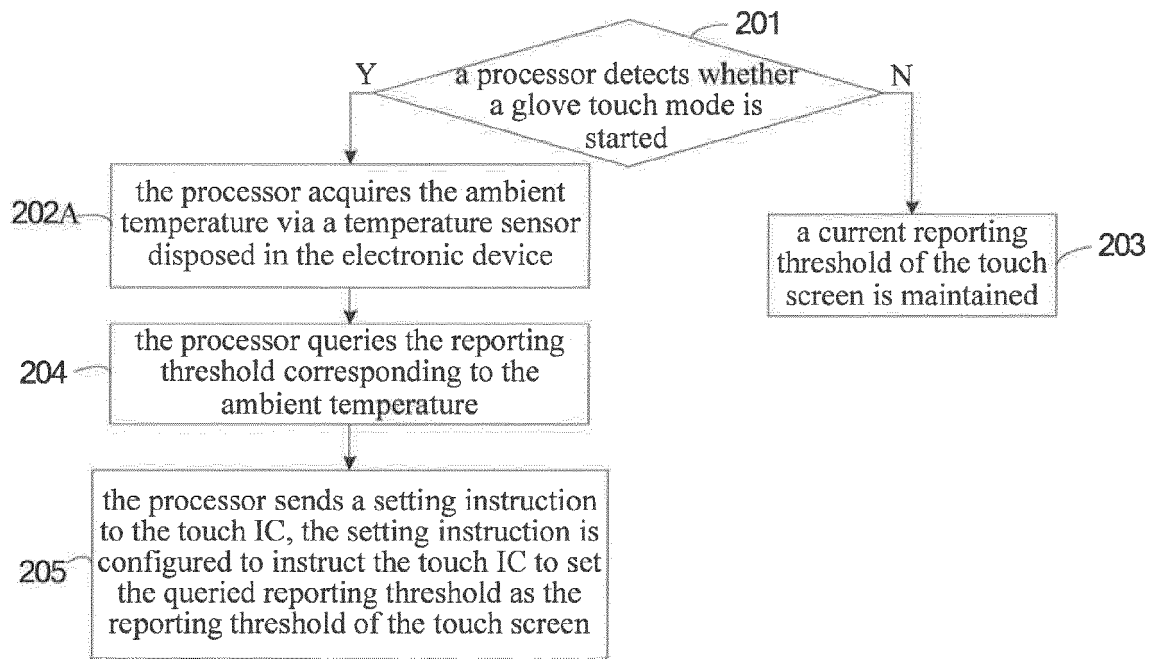 201
Y
a processor detects whether
a glove touch mode is
started
N
202A
the processor acquires the ambient
temperature via a temperature sensor
disposed in the electronic device
a current reporting
threshold of the touch
screen is maintained
203
204
the processor queries the reporting
threshold corresponding to the
ambient temperature
205
the processor sends a setting instruction
to the touch IC, the setting instruction is
configured to instruct the touch IC to set
the queried reporting threshold as the
reporting threshold of the touch screen